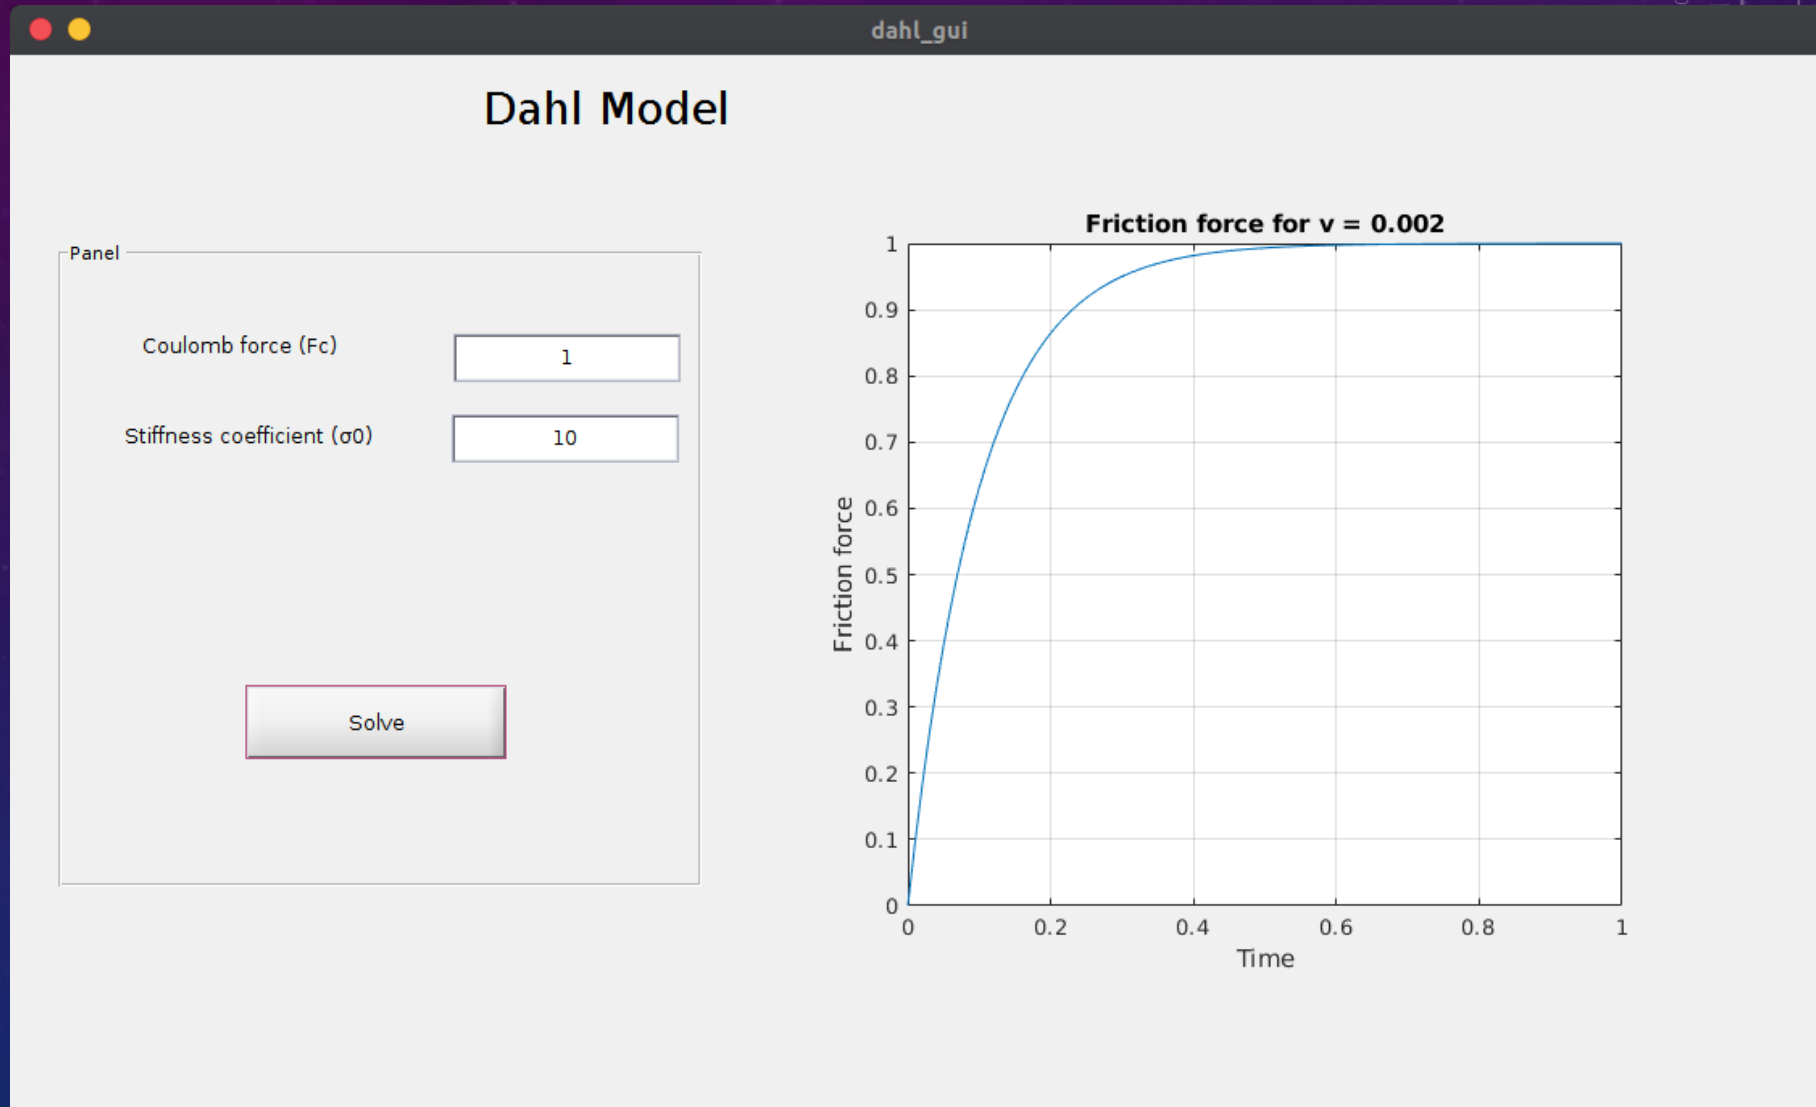 dahl_gui
Dahl Model
Panel
Coulomb force (Fc)
1
Stiffness coefficient (σ0)
10
Solve
Friction force for v = 0.002
1
0.9
0.8
0.7
0.6
0.5
0.4
0.3
0.2
0.1
0
Friction force
0 0.2 0.4 0.6 0.8 1
Time